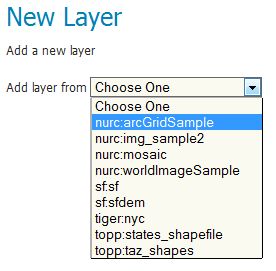 New Layer
Add a new layer
Add layer from Choose One
Choose One
nurc:arcGridSample
nurc:img_sample2
nurc:mosaic
nurc:worldImageSample
sf:sf
sf:sfdem
tiger:nyc
topp:states_shapefile
topp:taz_shapes